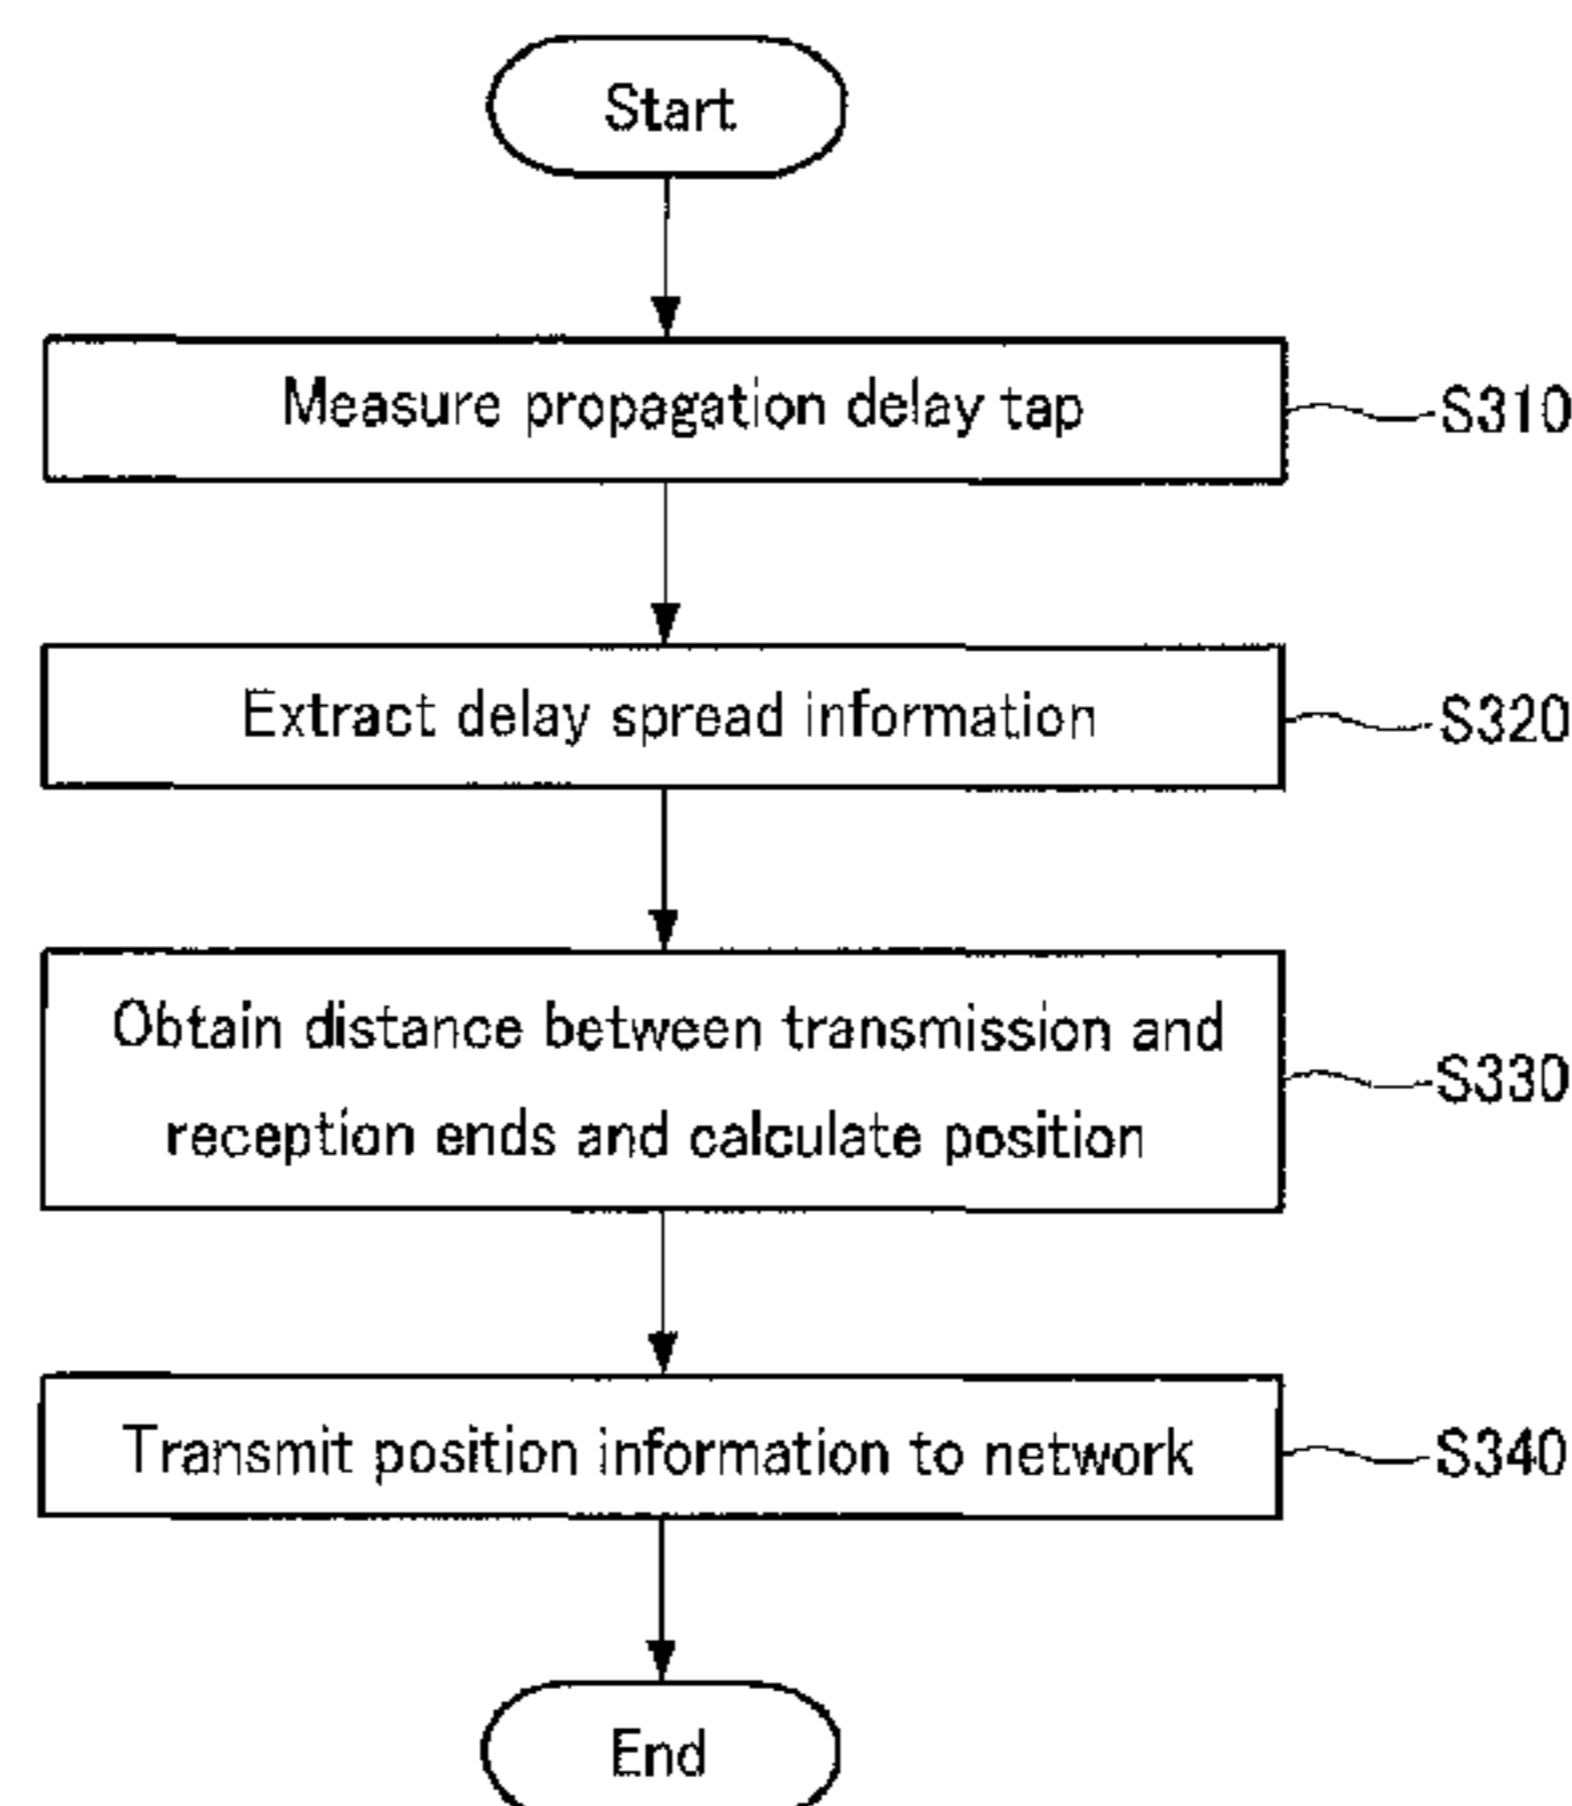 Start
Measure propagation delay tap
S310
Extract delay spread information
S320
Obtain distance between transmission and
reception ends and calculate position
S330
Transmit position information to network
S340
End